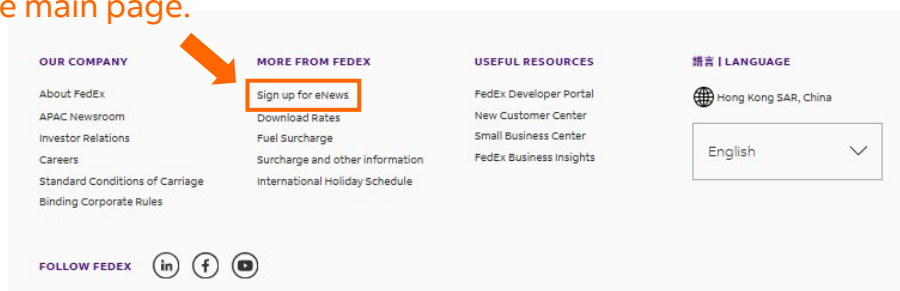 e main page.
OUR COMPANY
About FedEx
APAC Newsroom
Investor Relations
Careers
Standard Conditions of Carriage
Binding Corporate Rules
MORE FROM FEDEX
Sign up for eNews
Download Rates
Fuel Surcharge
Surcharge and other information
International Holiday Schedule
USEFUL RESOURCES
FedEx Developer Portal
New Customer Center
Small Business Center
FedEx Business Insights
語言 | LANGUAGE
Hong Kong SAR, China
English
FOLLOW FEDEX
in f